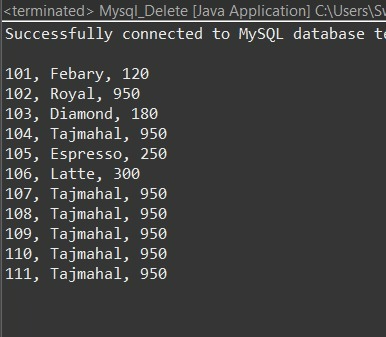 <terminated> Mysql_Delete [Java Application] C:\Users\
Successfully connected to MySQL database
101, Febary, 120
102, Royal, 950
103, Diamond, 180
104, Tajmahal, 950
105, Espresso, 250
106, Latte, 300
107, Tajmahal, 950
108, Tajmahal, 950
109, Tajmahal, 950
110, Tajmahal, 950
111, Tajmahal, 950